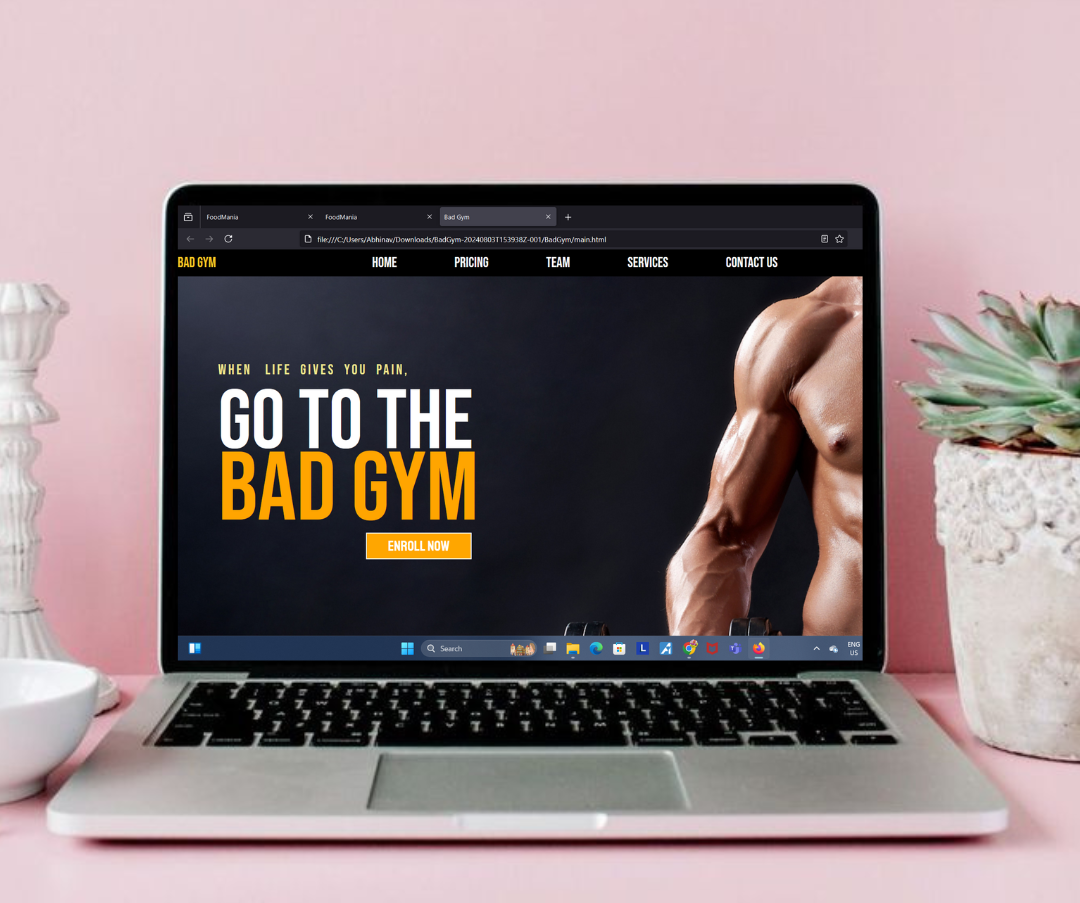 FoodMania FoodMania Bad Gym
file:///C:/Users/Abhinav/Downloads/BadGym-20240803T153938Z-001/BadGym/main.html
BAD GYM HOME PRICING TEAM SERVICES CONTACT US
WHEN LIFE GIVES YOU PAIN,
GO TO THE
BAD GYM
ENROLL NOW
Search
L
ENG
US